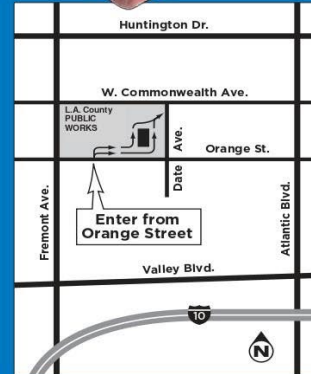 Huntington Dr.
W. Commonwealth Ave.
L.A. County
PUBLIC
WORKS
Date Ave.
Orange St.
Fremont Ave.
Enter from
Orange Street
Atlantic Blvd.
Valley Blvd.
10
N